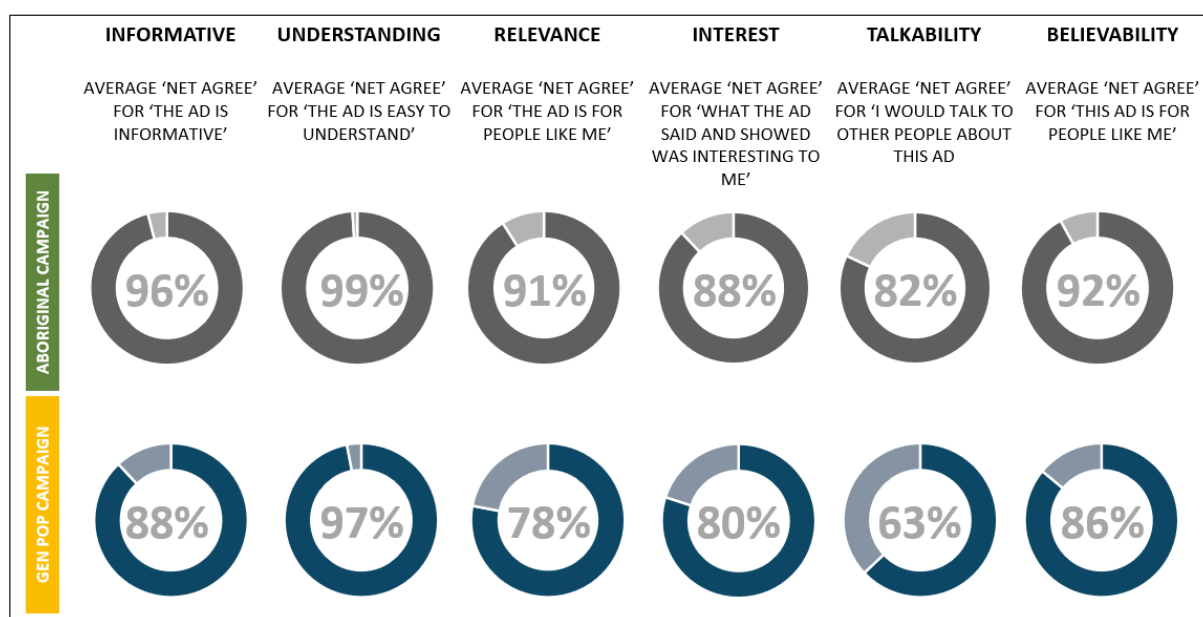 INFORMATIVE
AVERAGE ‘NET AGREE’
FOR ‘THE AD IS
INFORMATIVE’
UNDERSTANDING
AVERAGE ‘NET AGREE’
FOR ‘THE AD IS EASY TO
UNDERSTAND’
RELEVANCE
AVERAGE ‘NET AGREE’
FOR ‘THE AD IS FOR
PEOPLE LIKE ME’
INTEREST
AVERAGE ‘NET AGREE’
FOR ‘WHAT THE AD
SAID AND SHOWED
WAS INTERESTING TO
ME’
TALKABILITY
AVERAGE ‘NET AGREE’
FOR ‘I WOULD TALK TO
OTHER PEOPLE ABOUT
THIS AD
BELIEVABILITY
AVERAGE ‘NET AGREE’
FOR ‘THIS AD IS FOR
PEOPLE LIKE ME’
ABORIGINAL CAMPAIGN
96%
99%
91%
88%
82%
92%
GEN POP CAMPAIGN
88%
97%
78%
80%
63%
86%